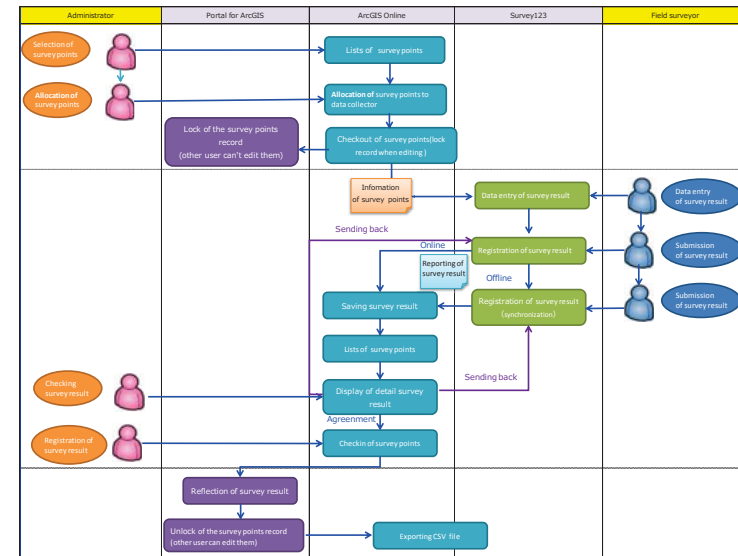 Administrator
Portal for ArcGIS
ArcGIS Online
Survey123
Field surveyor
Selection of
survey points
Lists of survey points
Allocation of
survey points
Allocation of survey points to
data collector
Lock of the survey points
record
(other user can't edit them)
Checkout of survey points(lock
record when editing )
Infomation
of survey points
Data entry of survey result
Data entry
of survey result
Sending back
Online
Registration of survey result
Submission
of survey result
Reporting of
survey result
Offline
Saving survey result
Registration of survey result
(synchronization)
Submission
of survey result
Lists of survey points
Sending back
Checking
survey result
Display of detail survey
result
Agreenment
Registration of
survey result
Checkin of survey points
Reflection of survey result
Unlock of the survey points record
(other user can edit them)
Exporting CSV file